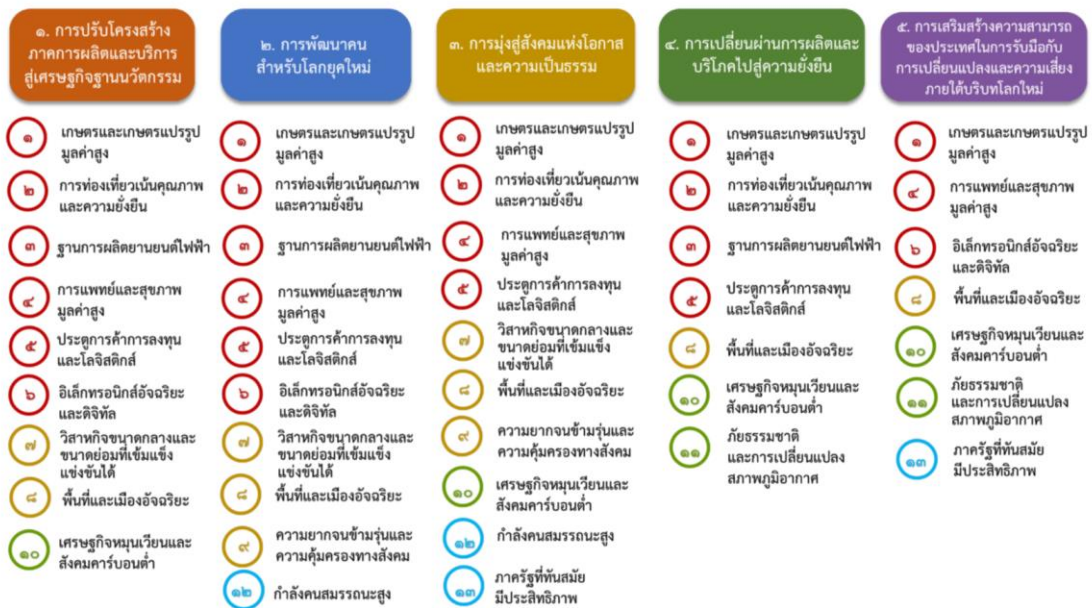 ๑. การปรับโครงสร้าง
ภาคการผลิตและบริการ
สู่เศรษฐกิจฐานนวัตกรรม
๑
เกษตรและเกษตรแปรรูป
มูลค่าสูง
๒
การท่องเที่ยวเน้นคุณภาพ
และความยั่งยืน
๓
ฐานการผลิตยานยนต์ไฟฟ้า
๔
การแพทย์และสุขภาพ
มูลค่าสูง
๕
ประตูการค้าการลงทุน
และโลจิสติกส์
๖
อิเล็กทรอนิกส์อัจฉริยะ
และดิจิทัล
๗
วิสาหกิจขนาดกลางและ
ขนาดย่อมที่เข้มแข็ง
แข่งขันได้
๘
พื้นที่และเมืองอัจฉริยะ
๑๐
เศรษฐกิจหมุนเวียนและ
สังคมคาร์บอนต่ำ
๒. การพัฒนาคน
สำหรับโลกยุคใหม่
๑
เกษตรและเกษตรแปรรูป
มูลค่าสูง
๒
การท่องเที่ยวเน้นคุณภาพ
และความยั่งยืน
๓
ฐานการผลิตยานยนต์ไฟฟ้า
๔
การแพทย์และสุขภาพ
มูลค่าสูง
๕
ประตูการค้าการลงทุน
และโลจิสติกส์
๖
อิเล็กทรอนิกส์อัจฉริยะ
และดิจิทัล
๗
วิสาหกิจขนาดกลางและ
ขนาดย่อมที่เข้มแข็ง
แข่งขันได้
๘
พื้นที่และเมืองอัจฉริยะ
๙
ความยากจนข้ามรุ่นและ
ความคุ้มครองทางสังคม
๑๒
กำลังคนสมรรถนะสูง
๓. การมุ่งสู่สังคมแห่งโอกาส
และความเป็นธรรม
๑
เกษตรและเกษตรแปรรูป
มูลค่าสูง
๒
การท่องเที่ยวเน้นคุณภาพ
และความยั่งยืน
๔
การแพทย์และสุขภาพ
มูลค่าสูง
๕
ประตูการค้าการลงทุน
และโลจิสติกส์
๗
วิสาหกิจขนาดกลางและ
ขนาดย่อมที่เข้มแข็ง
แข่งขันได้
๘
พื้นที่และเมืองอัจฉริยะ
๙
ความยากจนข้ามรุ่นและ
ความคุ้มครองทางสังคม
๑๐
เศรษฐกิจหมุนเวียนและ
สังคมคาร์บอนต่ำ
๑๒
กำลังคนสมรรถนะสูง
๑๓
ภาครัฐที่ทันสมัย
มีประสิทธิภาพ
๔. การเปลี่ยนผ่านการผลิตและ
บริโภคไปสู่ความยั่งยืน
๑
เกษตรและเกษตรแปรรูป
มูลค่าสูง
๒
การท่องเที่ยวเน้นคุณภาพ
และความยั่งยืน
๓
ฐานการผลิตยานยนต์ไฟฟ้า
๕
ประตูการค้าการลงทุน
และโลจิสติกส์
๘
พื้นที่และเมืองอัจฉริยะ
๑๐
เศรษฐกิจหมุนเวียนและ
สังคมคาร์บอนต่ำ
๑๑
ภัยธรรมชาติ
และการเปลี่ยนแปลง
สภาพภูมิอากาศ
๕. การเสริมสร้างความสามารถ
ของประเทศในการรับมือกับ
การเปลี่ยนแปลงและความเสี่ยง
ภายใต้บริบทโลกใหม่
๑
เกษตรและเกษตรแปรรูป
มูลค่าสูง
๔
การแพทย์และสุขภาพ
มูลค่าสูง
๖
อิเล็กทรอนิกส์อัจฉริยะ
และดิจิทัล
๘
พื้นที่และเมืองอัจฉริยะ
๑๐
เศรษฐกิจหมุนเวียนและ
สังคมคาร์บอนต่ำ
๑๑
ภัยธรรมชาติ
และการเปลี่ยนแปลง
สภาพภูมิอากาศ
๑๓
ภาครัฐที่ทันสมัย
มีประสิทธิภาพ